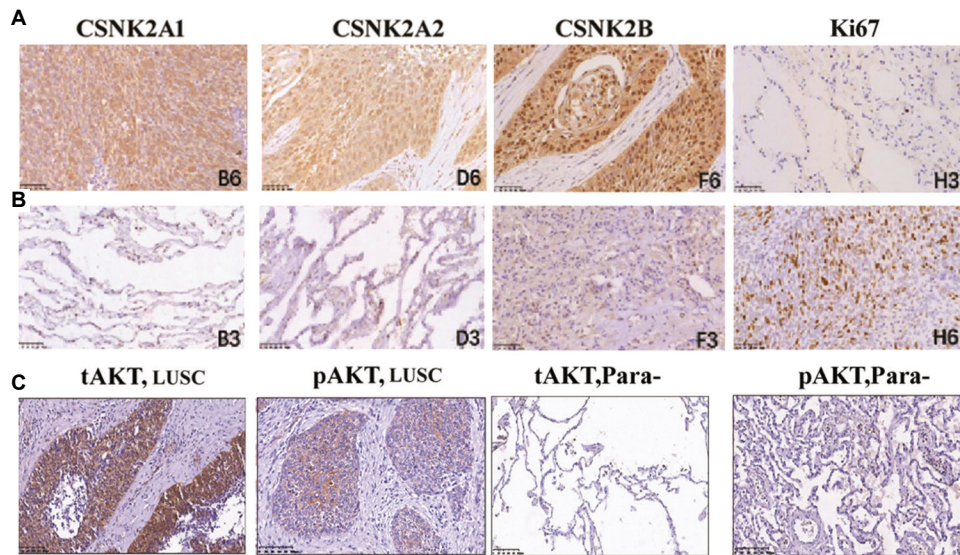 A
CSNK2A1 CSNK2A2 CSNK2B Ki67
B6 D6 F6 H3
B
B3 D3 F3 H6
C
tAKT, LUSC pAKT, LUSC tAKT,Para- pAKT,Para-